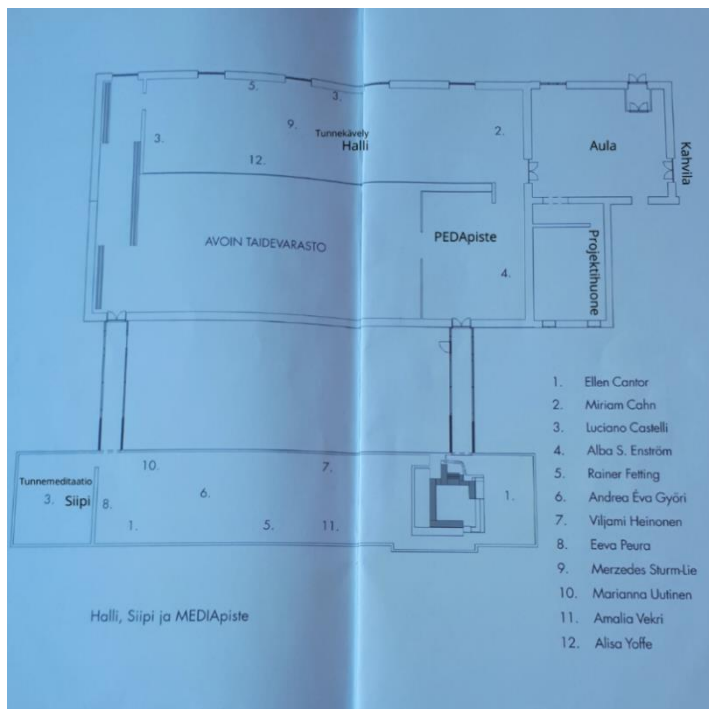 5.
3.
9.
Tunnekävely
Halli
3.
2.
12.
Aula
Kahvila
AVOIN TAIDEVARASTO
PEDApiste
4.
Projektihuone
Tunnemeditaatio
3. Siipi
8.
10.
6.
7.
1.
5.
11.
1.
1. Ellen Cantor
2. Miriam Cahn
3. Luciano Castelli
4. Alba S. Enström
5. Rainer Fetting
6. Andrea Éva Győri
7. Viljami Heinonen
8. Eeva Peura
9. Merzedes Sturm-Lie
10. Marianna Uutinen
11. Amalia Vekri
12. Alisa Yoffe
Halli, Siipi ja MEDIApiste